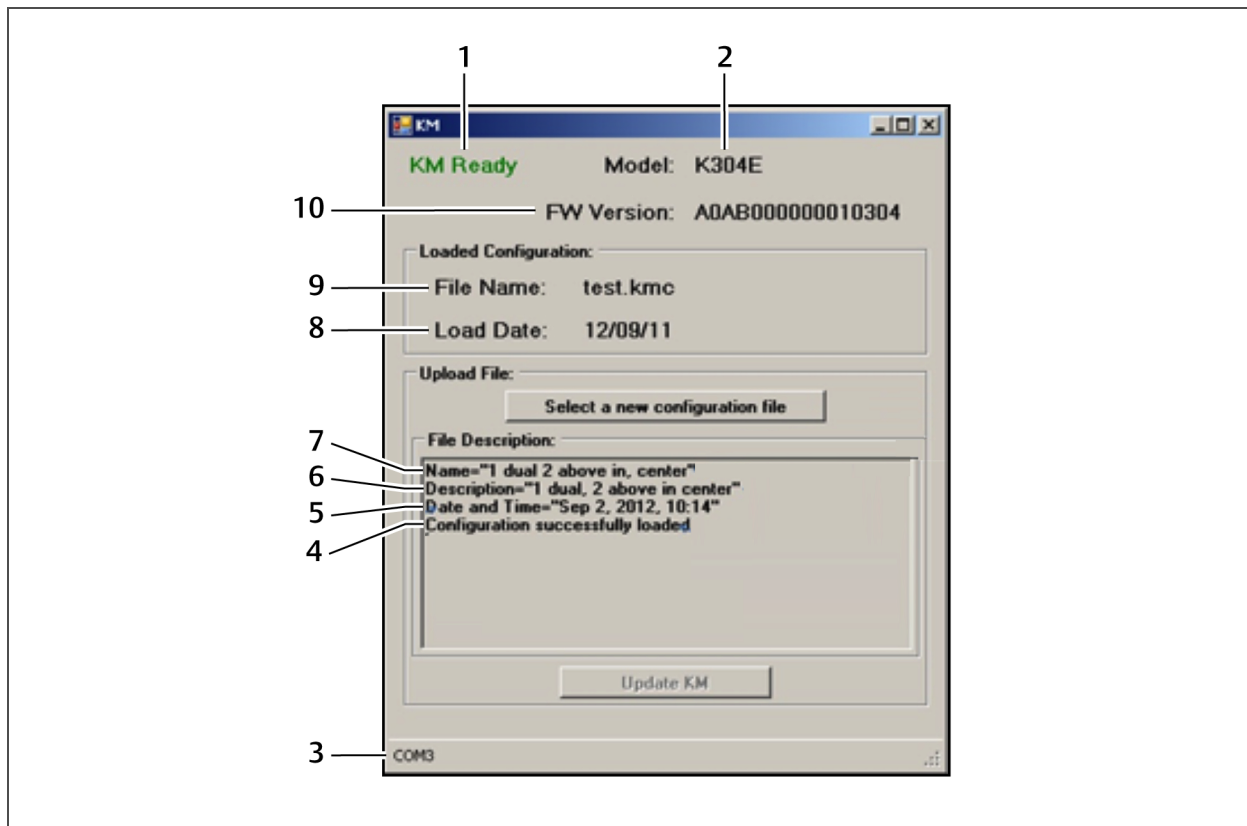 1 2
KM
KM Ready Model: K304E
10 FW Version: A0AB000000010304
Loaded Configuration:
9 File Name: test.kmc
8 Load Date: 12/09/11
Upload File:
Select a new configuration file
File Description:
7 Name="1 dual 2 above in, center"
6 Description="1 dual, 2 above in center"
5 Date and Time="Sep 2, 2012, 10:14"
4 Configuration successfully loaded
Update KM
3 COM3